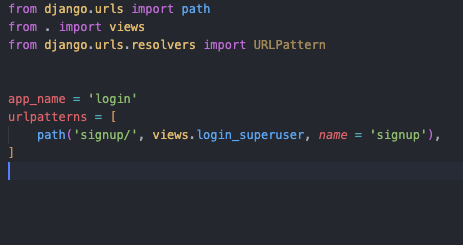 from django.urls import path
from . import views
from django.urls.resolvers import URLPattern
app_name = 'login'
urlpatterns = [
    path('signup/', views.login_superuser, name = 'signup'),
]